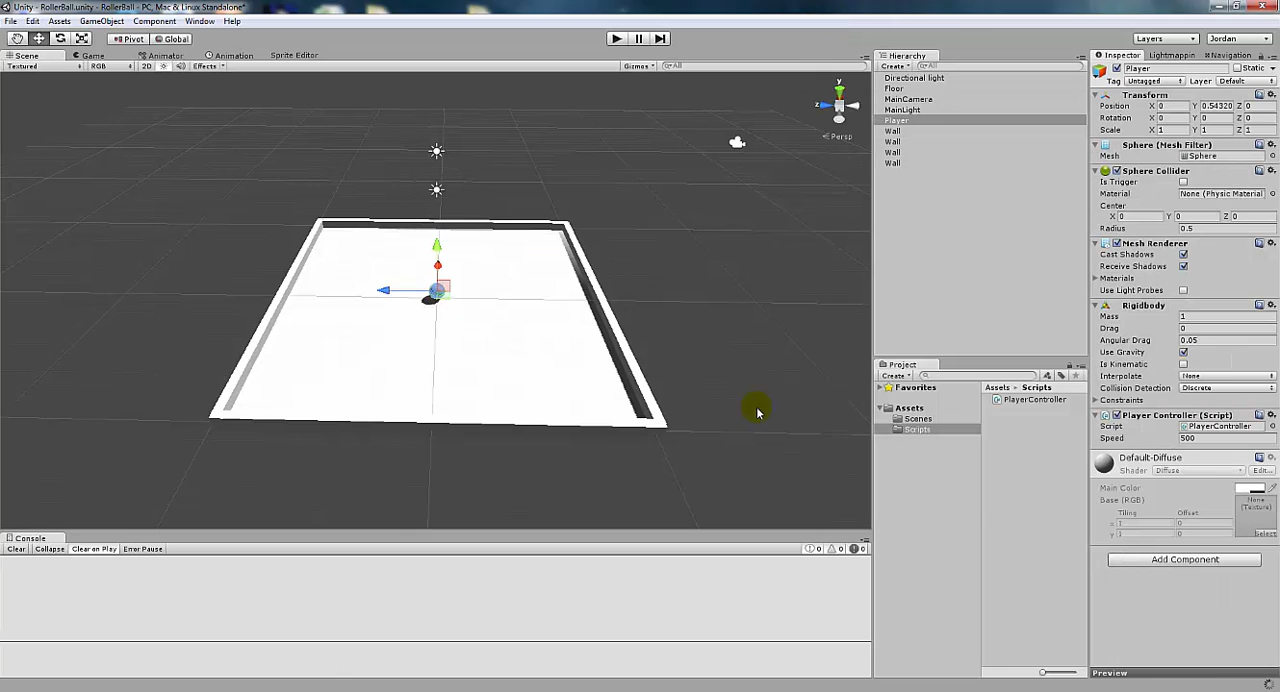 Unity - RollerBall.unity - RollerBall - PC, Mac & Linux Standalone*
File Edit Assets GameObject Component Window Help
Pivot Global Layers Jordan
Scene Game Animator Animation Sprite Editor
Textured RGB 2D Effects Gizmos All
y
z
Persp
Hierarchy
Create All
Directional light
Floor
MainCamera
MainLight
Player
Wall
Wall
Wall
Wall
Project
Create
Favorites
Assets
Scenes
Scripts
Assets Scripts
PlayerController
Inspector Lightmappin Navigation
Player Static
Tag Untagged Layer Default
Transform
Position X 0 Y 0.54320 Z 0
Rotation X 0 Y 0 Z 0
Scale X 1 Y 1 Z 1
Sphere (Mesh Filter)
Mesh Sphere
Sphere Collider
Is Trigger
Material None (Physic Material
Center
X 0 Y 0 Z 0
Radius 0.5
Mesh Renderer
Cast Shadows
Receive Shadows
Materials
Use Light Probes
Rigidbody
Mass 1
Drag 0
Angular Drag 0.05
Use Gravity
Is Kinematic
Interpolate None
Collision Detection Discrete
Constraints
Player Controller (Script)
Script PlayerController
Speed 500
Default-Diffuse
Shader Diffuse Edit...
Main Color
Base (RGB)
None
(Texture)
Tiling Offset
x 1 0
y 1 0
Select
Add Component
Preview
Console
Clear Collapse Clear on Play Error Pause 0 0 0